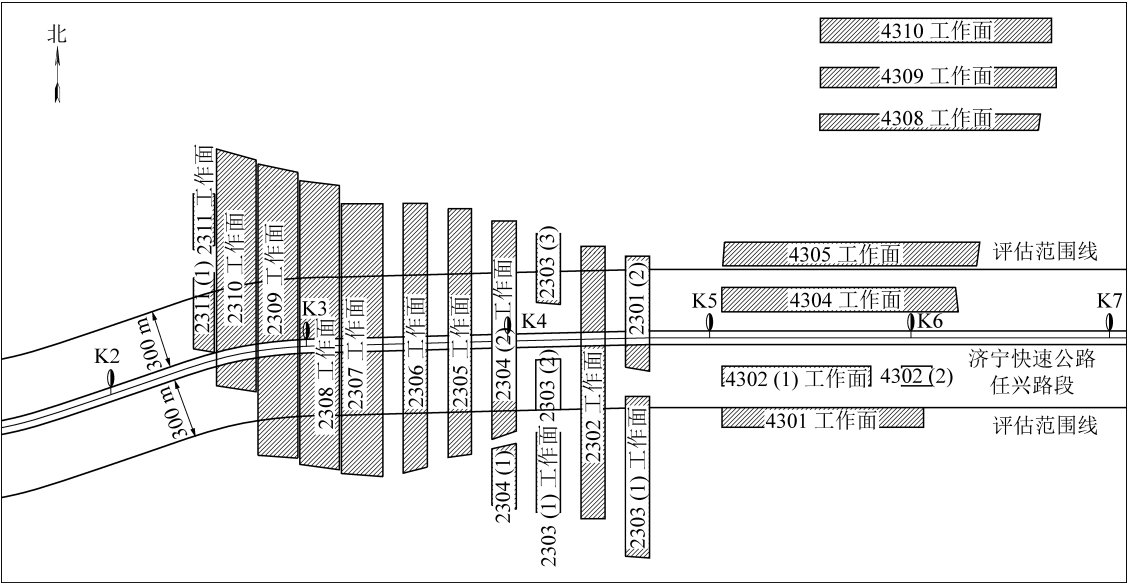 北
4310 工作面
4309 工作面
4308 工作面
2311 工作面
2311 (1)
2310 工作面
2309 工作面
2308 工作面
2307 工作面
2306 工作面
2305 工作面
2304 (2) 工作面
2304 (1)
2303 (3)
2303 (2)
2303 (1) 工作面
2302 工作面
2301 (2)
2303 (1) 工作面
4305 工作面
评估范围线
4304 工作面
K2
K3
K4
K5
K6
K7
300 m
300 m
济宁快速公路
任兴路段
4302 (1) 工作面
4302 (2)
4301 工作面
评估范围线